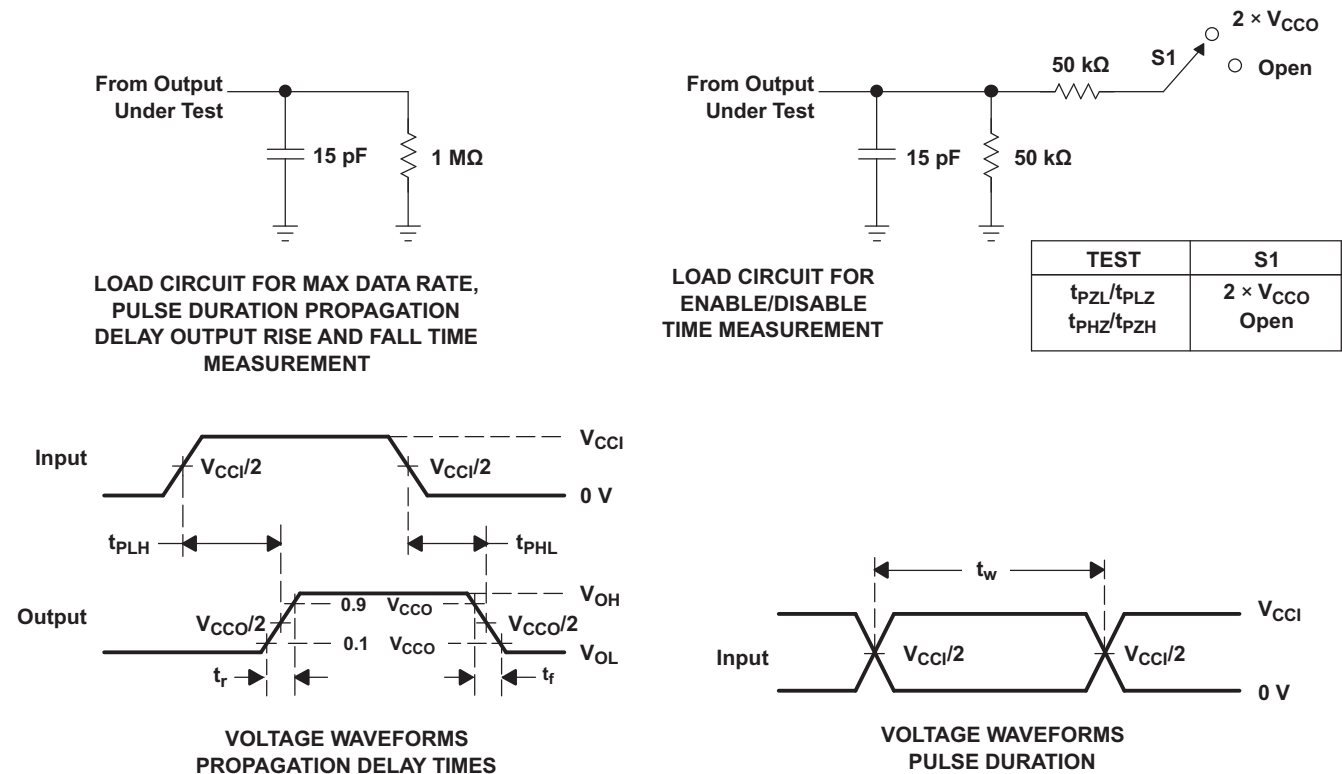 From Output
Under Test
15 pF
1 MΩ
LOAD CIRCUIT FOR MAX DATA RATE,
PULSE DURATION PROPAGATION
DELAY OUTPUT RISE AND FALL TIME
MEASUREMENT
From Output
Under Test
15 pF
50 kΩ
50 kΩ
S1
2 × VCCO
Open
LOAD CIRCUIT FOR
ENABLE/DISABLE
TIME MEASUREMENT
TEST S1
tPZL/tPLZ 2 × VCCO
tPHZ/tPZH Open
Input
VCCI/2
VCCI/2
VCCI
0 V
tPLH
tPHL
Output
VCCO/2
0.9 VCCO
0.1 VCCO
VCCO/2
VOH
VOL
tr
tf
VOLTAGE WAVEFORMS
PROPAGATION DELAY TIMES
tw
Input
VCCI/2
VCCI/2
VCCI
0 V
VOLTAGE WAVEFORMS
PULSE DURATION